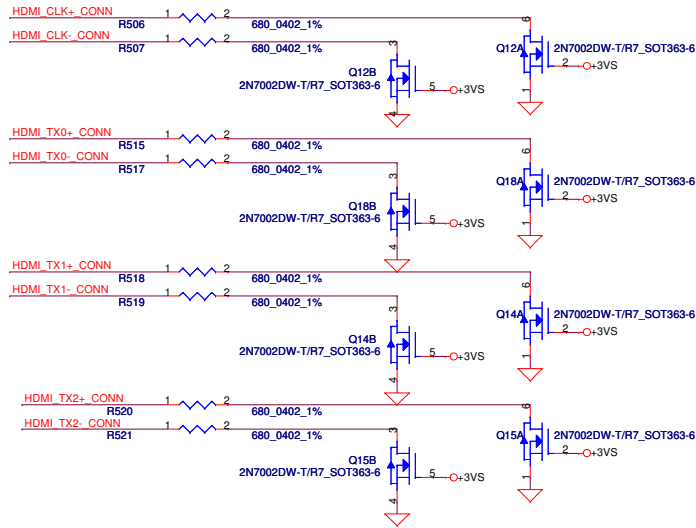 HDMI_CLK+_CONN
R506
1 2
680_0402_1%
HDMI_CLK-_CONN
R507
1 2
680_0402_1%
6
Q12A
2N7002DW-T/R7_SOT363-6
2
+3VS
1
3
Q12B
2N7002DW-T/R7_SOT363-6
5
+3VS
4
HDMI_TX0+_CONN
R515
1 2
680_0402_1%
HDMI_TX0-_CONN
R517
1 2
680_0402_1%
6
Q18A
2N7002DW-T/R7_SOT363-6
2
+3VS
1
3
Q18B
2N7002DW-T/R7_SOT363-6
5
+3VS
4
HDMI_TX1+_CONN
R518
1 2
680_0402_1%
HDMI_TX1-_CONN
R519
1 2
680_0402_1%
6
Q14A
2N7002DW-T/R7_SOT363-6
2
+3VS
1
3
Q14B
2N7002DW-T/R7_SOT363-6
5
+3VS
4
HDMI_TX2+_CONN
R520
1 2
680_0402_1%
HDMI_TX2-_CONN
R521
1 2
680_0402_1%
6
Q15A
2N7002DW-T/R7_SOT363-6
2
+3VS
1
3
Q15B
2N7002DW-T/R7_SOT363-6
5
+3VS
4